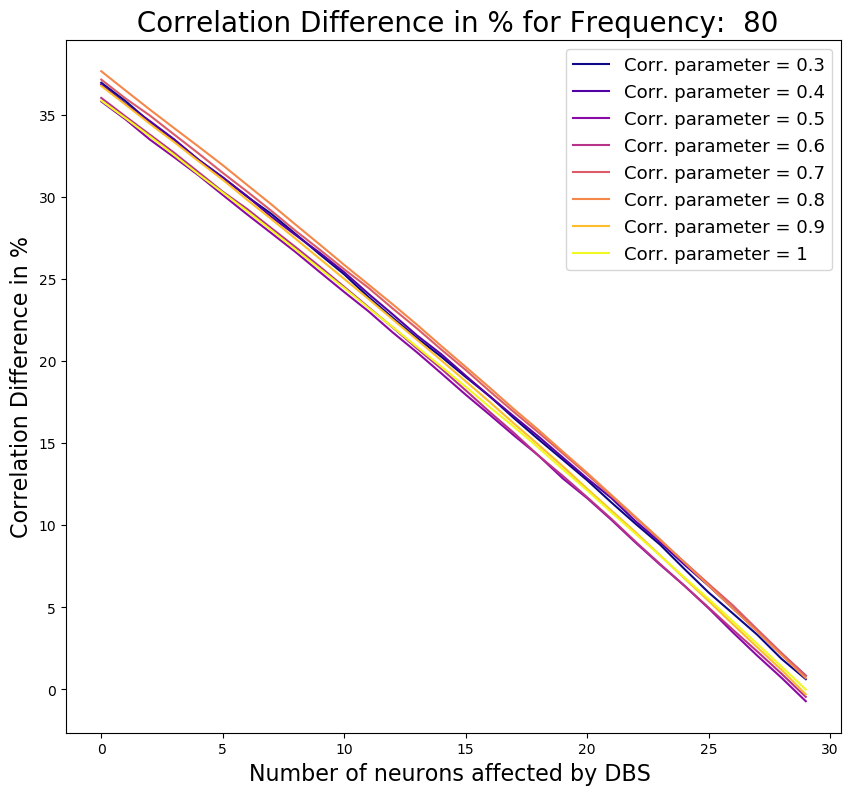 Correlation Difference in % for Frequency:  80
Corr. parameter = 0.3
Corr. parameter = 0.4
Corr. parameter = 0.5
Corr. parameter = 0.6
Corr. parameter = 0.7
Corr. parameter = 0.8
Corr. parameter = 0.9
Corr. parameter = 1
Correlation Difference in %
35
30
25
20
15
10
5
0
0 5 10 15 20 25 30
Number of neurons affected by DBS